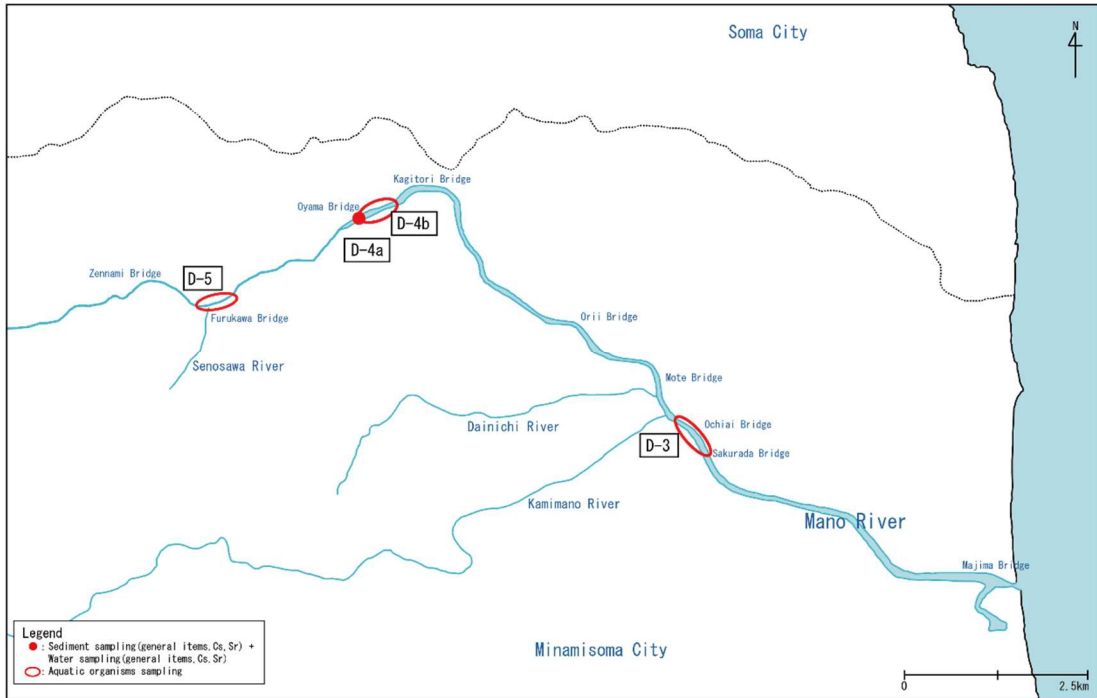 Soma City
N
4
Kagitori Bridge
Oyama Bridge
D-4b
D-4a
Zennami Bridge
D-5
Furukawa Bridge
Orii Bridge
Senosawa River
Mote Bridge
Dainichi River
Ochiai Bridge
D-3
Sakurada Bridge
Kamimano River
Mano River
Majima Bridge
Legend
: Sediment sampling(general items,Cs,Sr) +
Water sampling(general items,Cs,Sr)
: Aquatic organisms sampling
Minamisoma City
0 2.5km